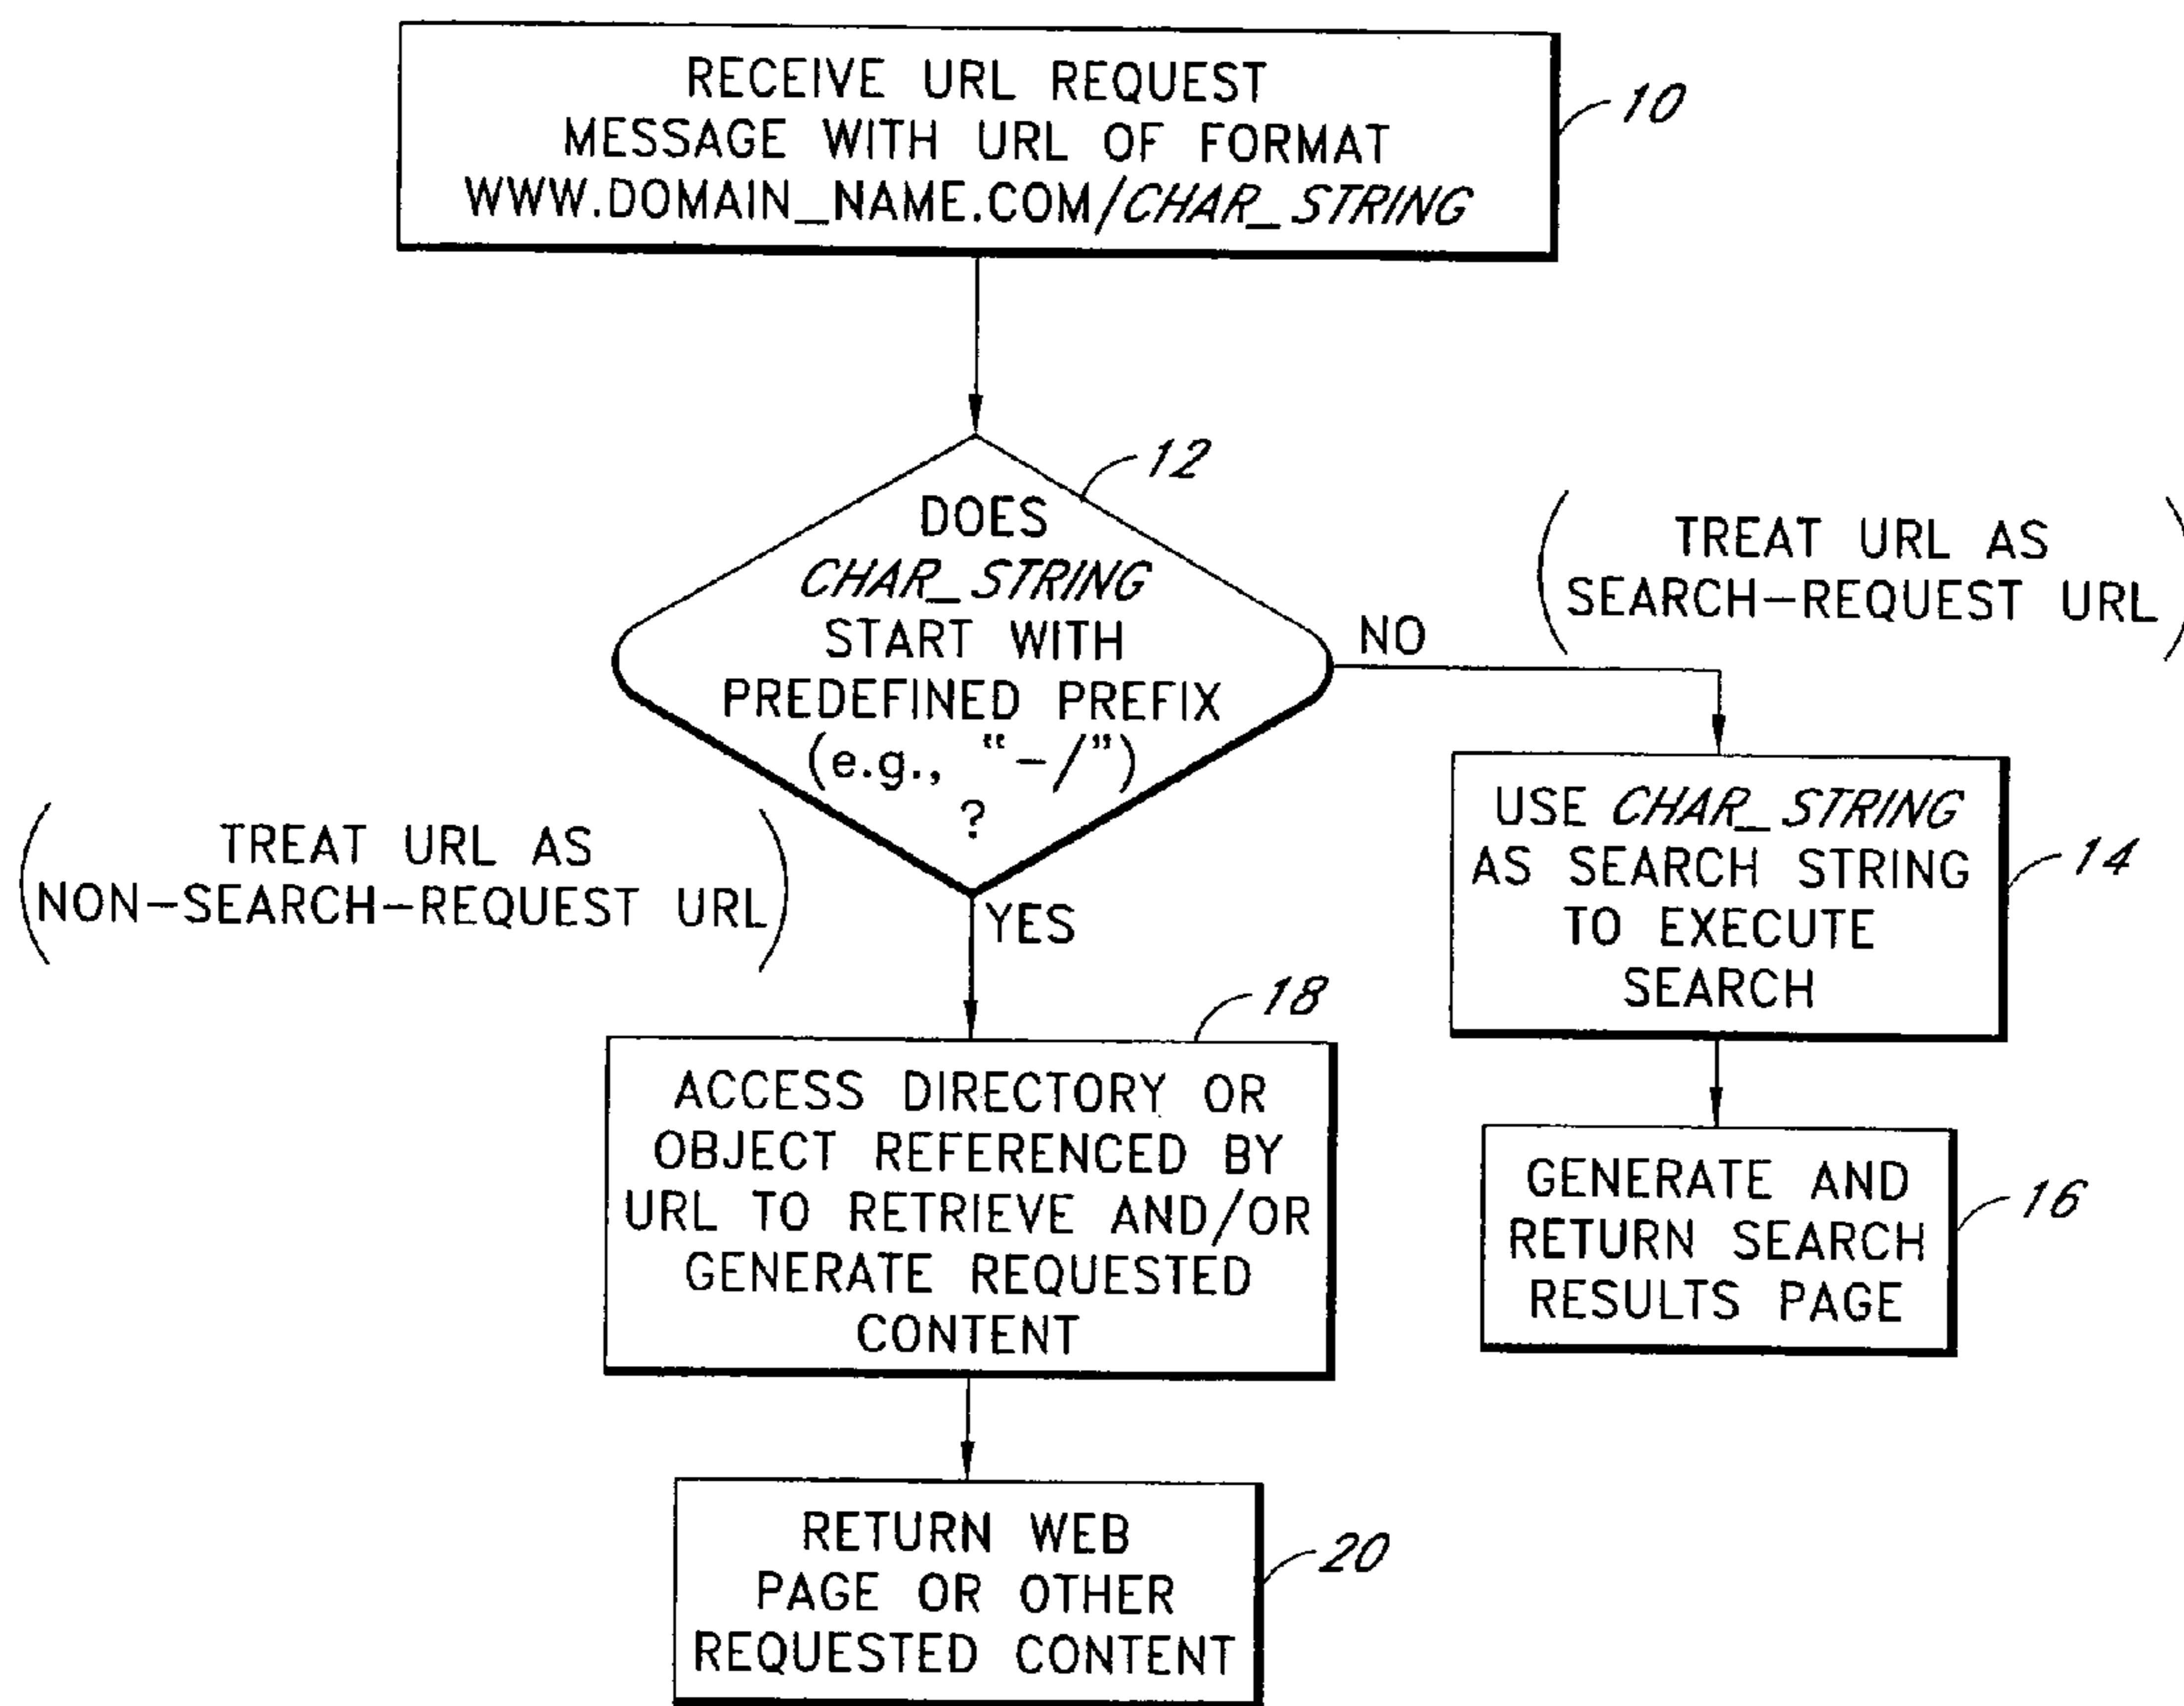 RECEIVE URL REQUEST
MESSAGE WITH URL OF FORMAT
WWW.DOMAIN_NAME.COM/CHAR_STRING
10
12
DOES
CHAR_STRING
START WITH
PREDEFINED PREFIX
(e.g., "-/")
?
NO
(TREAT URL AS
SEARCH-REQUEST URL)
USE CHAR_STRING
AS SEARCH STRING
TO EXECUTE
SEARCH
14
GENERATE AND
RETURN SEARCH
RESULTS PAGE
16
(TREAT URL AS
NON-SEARCH-REQUEST URL)
YES
18
ACCESS DIRECTORY OR
OBJECT REFERENCED BY
URL TO RETRIEVE AND/OR
GENERATE REQUESTED
CONTENT
RETURN WEB
PAGE OR OTHER
REQUESTED CONTENT
20